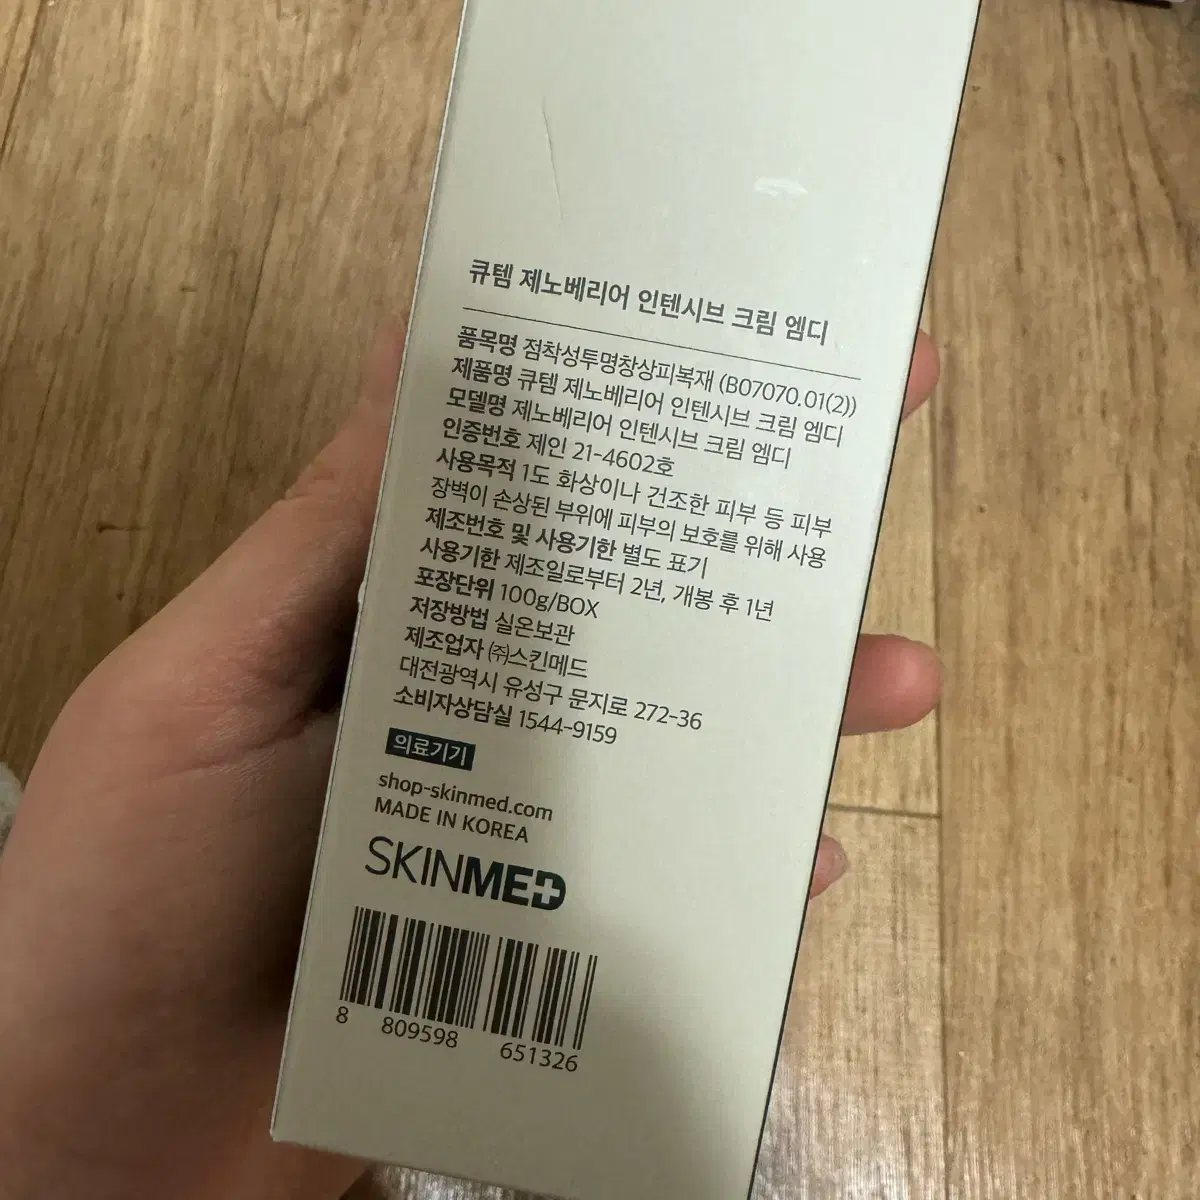 큐템 제노베리어 인텐시브 크림 엠디
품목명 점착성투명창상피복재 (B07070.01(2))
제품명 큐템 제노베리어 인텐시브 크림 엠디
모델명 제노베리어 인텐시브 크림 엠디
인증번호 제인 21-4602호
사용목적 1도 화상이나 건조한 피부 등 피부
장벽이 손상된 부위에 피부의 보호를 위해 사용
제조번호 및 사용기한 별도 표기
사용기한 제조일로부터 2년, 개봉 후 1년
포장단위 100g/BOX
저장방법 실온보관
제조업자 ㈜스킨메드
대전광역시 유성구 문지로 272-36
소비자상담실 1544-9159
의료기기
shop-skinmed.com
MADE IN KOREA
SKINMED
8 809598 651326